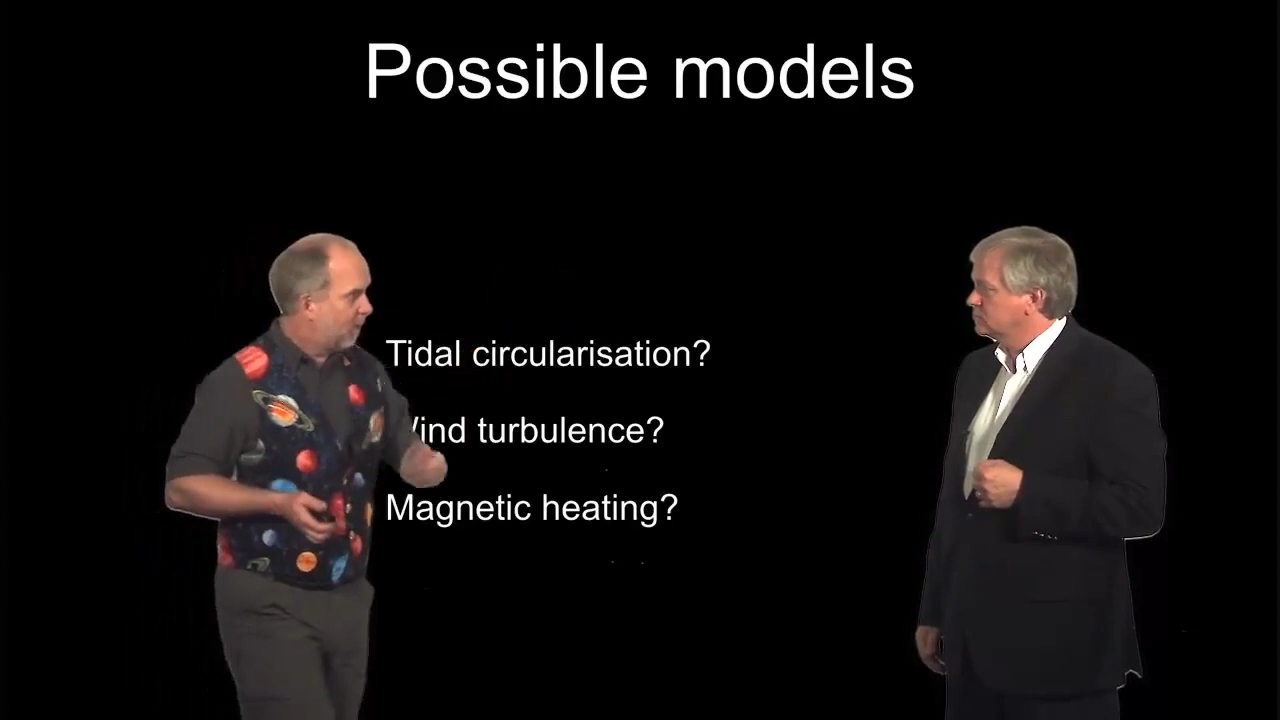 Possible models
Tidal circularisation?
Wind turbulence?
Magnetic heating?